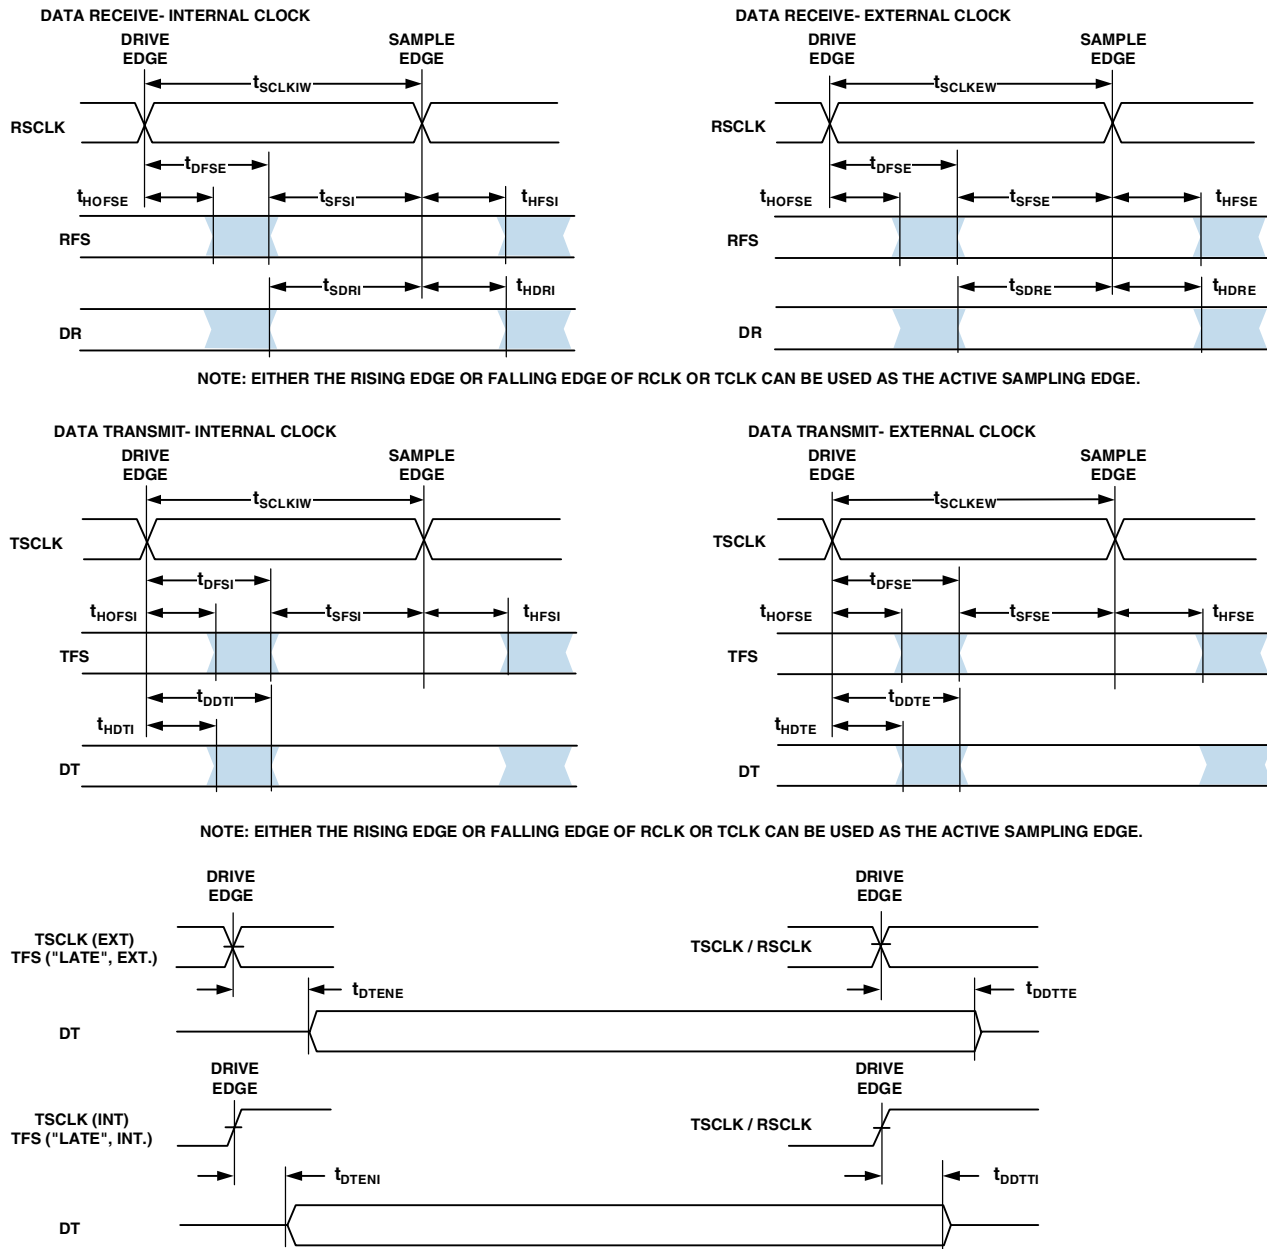 DATA RECEIVE- INTERNAL CLOCK
DRIVE
EDGE
SAMPLE
EDGE
tSCLKIW
RSCLK
tDFSE
tHOFSE
tSFSI
tHFSI
RFS
tSDRI
tHDRI
DR
DATA RECEIVE- EXTERNAL CLOCK
DRIVE
EDGE
SAMPLE
EDGE
tSCLKEW
RSCLK
tDFSE
tHOFSE
tSFSE
tHFSE
RFS
tSDRE
tHDRE
DR
NOTE: EITHER THE RISING EDGE OR FALLING EDGE OF RCLK OR TCLK CAN BE USED AS THE ACTIVE SAMPLING EDGE.
DATA TRANSMIT- INTERNAL CLOCK
DRIVE
EDGE
SAMPLE
EDGE
tSCLKIW
TSCLK
tDFSI
tHOFSI
tSFSI
tHFSI
TFS
tDDTI
tHDTI
DT
DATA TRANSMIT- EXTERNAL CLOCK
DRIVE
EDGE
SAMPLE
EDGE
tSCLKEW
TSCLK
tDFSE
tHOFSE
tSFSE
tHFSE
TFS
tDDTE
tHDTE
DT
NOTE: EITHER THE RISING EDGE OR FALLING EDGE OF RCLK OR TCLK CAN BE USED AS THE ACTIVE SAMPLING EDGE.
DRIVE
EDGE
DRIVE
EDGE
TSCLK (EXT)
TFS ("LATE", EXT.)
TSCLK / RSCLK
tDTENE
tDDTTE
DT
DRIVE
EDGE
DRIVE
EDGE
TSCLK (INT)
TFS ("LATE", INT.)
TSCLK / RSCLK
tDTENI
tDDTTI
DT